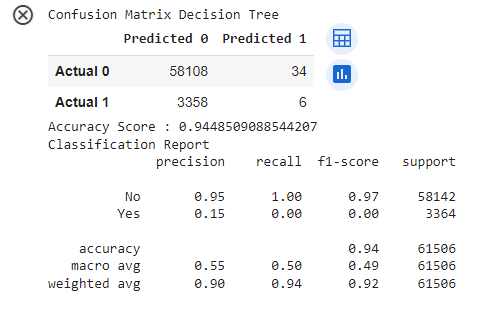 Confusion Matrix Decision Tree
Predicted 0 Predicted 1
Actual 0 58108 34
Actual 1 3358 6
Accuracy Score : 0.9448509088544207
Classification Report
precision recall f1-score support
No 0.95 1.00 0.97 58142
Yes 0.15 0.00 0.00 3364
accuracy 0.94 61506
macro avg 0.55 0.50 0.49 61506
weighted avg 0.90 0.94 0.92 61506